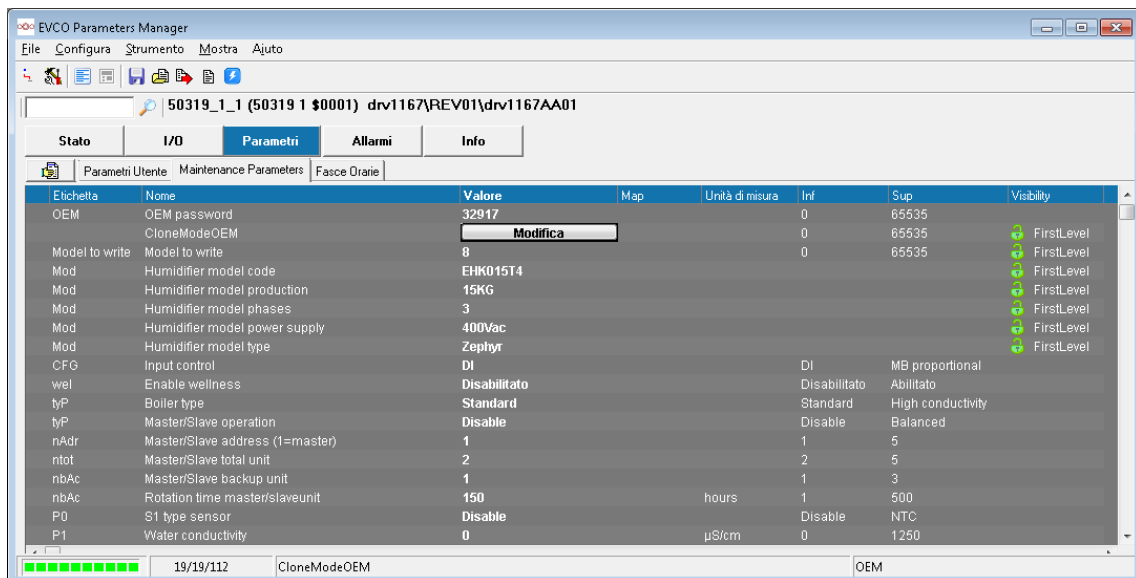 EVCO Parameters Manager
File Configura Strumento Mostra Aiuto
50319_1_1 (50319 1 $0001) drv1167\REV01\drv1167AA01
Stato I/O Parametri Allarmi Info
Parametri Utente Maintenance Parameters Fasce Orarie
Etichetta Nome Valore Map Unità di misura Inf Sup Visibility
OEM OEM password 32917 0 65535
CloneModeOEM Modifica 0 65535 FirstLevel
Model to write Model to write 8 0 65535 FirstLevel
Mod Humidifier model code EHK015T4 FirstLevel
Mod Humidifier model production 15KG FirstLevel
Mod Humidifier model phases 3 FirstLevel
Mod Humidifier model power supply 400Vac FirstLevel
Mod Humidifier model type Zephyr FirstLevel
CFG Input control DI DI MB proportional
wel Enable wellness Disabilitato Disabilitato Abilitato
tyP Boiler type Standard Standard High conductivity
tyP Master/Slave operation Disable Disable Balanced
nAdr Master/Slave address (1=master) 1 1 5
ntot Master/Slave total unit 2 2 5
nbAc Master/Slave backup unit 1 1 3
nbAc Rotation time master/slaveunit 150 hours 1 500
P0 S1 type sensor Disable Disable NTC
P1 Water conductivity 0 µS/cm 0 1250
19/19/112 CloneModeOEM OEM